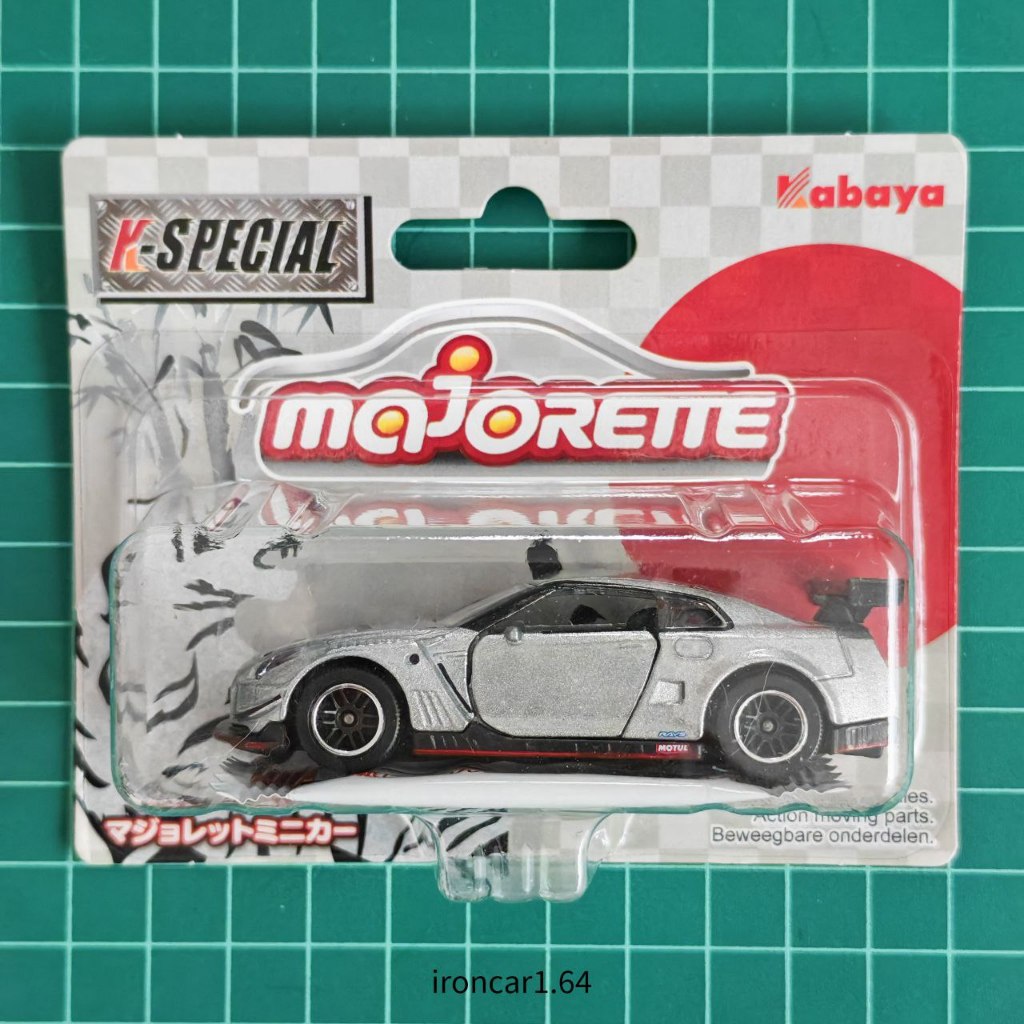 Kabaya
K-SPECIAL
majORETTE
RAYS
MOTUL
マジョレットミニカー
Action moving parts.
Beweegbare onderdelen.
ironcar1.64